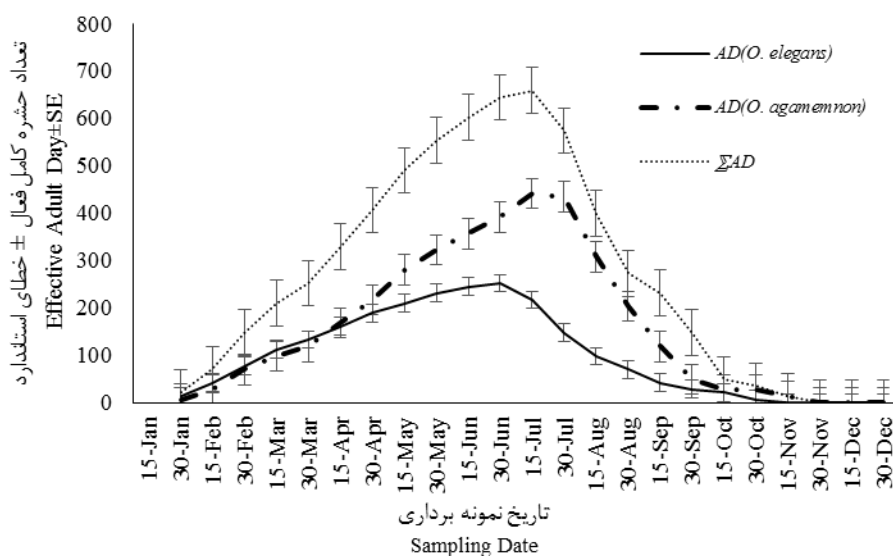 تعداد حشره کامل فعال ± خطای استاندارد
Effective Adult Day±SE
800
700
600
500
400
300
200
100
0
AD(O. elegans)
AD(O. agamemnon)
∑AD
15-Jan
30-Jan
15-Feb
30-Feb
15-Mar
30-Mar
15-Apr
30-Apr
15-May
30-May
15-Jun
30-Jun
15-Jul
30-Jul
15-Aug
30-Aug
15-Sep
30-Sep
15-Oct
30-Oct
15-Nov
30-Nov
15-Dec
30-Dec
تاریخ نمونه برداری
Sampling Date